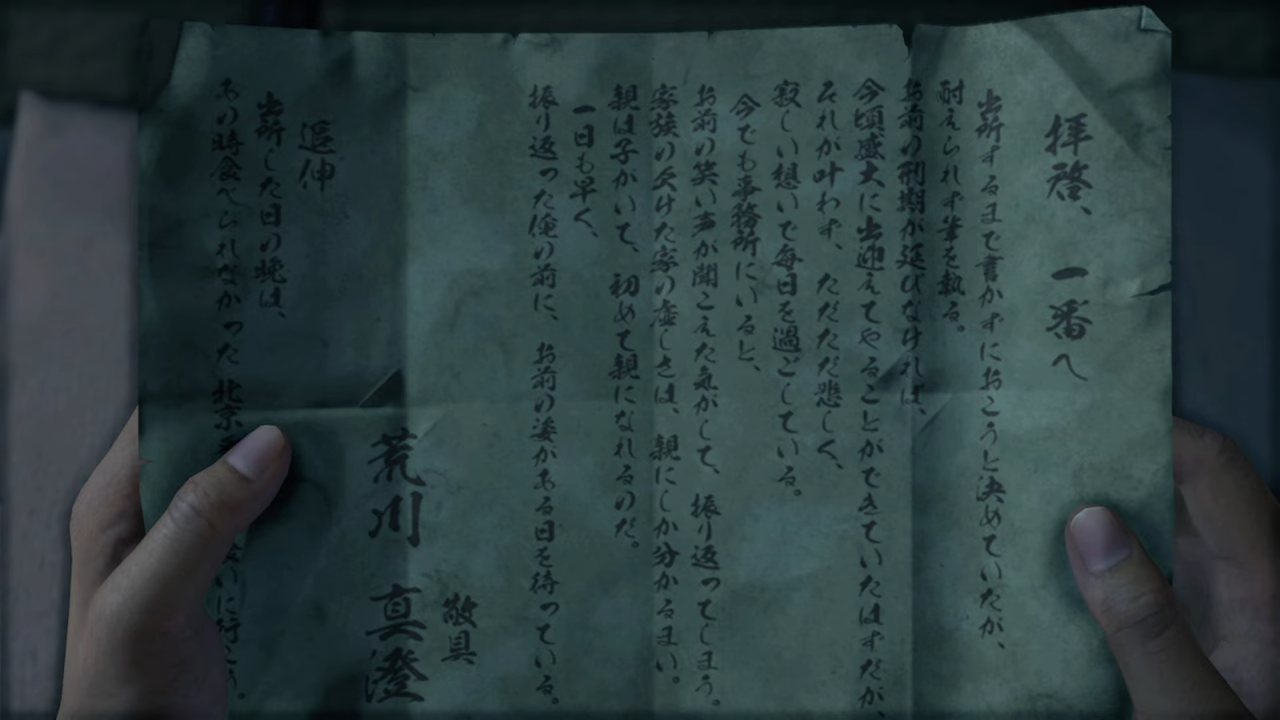 拝啓、一番へ
出所するまで書かずにおこうと決めていたが、
耐えられず筆を執る。
お前の刑期が延びなければ、
今頃盛大に出迎えてやることができていたはずだが、
それが叶わず、ただただ悲しく、
寂しい想いで毎日を過ごしている。
今でも事務所にいると、
お前の笑い声が聞こえた気がして、振り返ってしまう。
家族の欠けた家の虚しさは、親にしか分かるまい。
親は子がいて、初めて親になれるのだ。
一日も早く、
振り返った俺の前に、お前の姿がある日を待っている。
敬具
荒川 真澄
追伸
出所した日の晩は、
あの時食べられなかった北京
いに行こう。